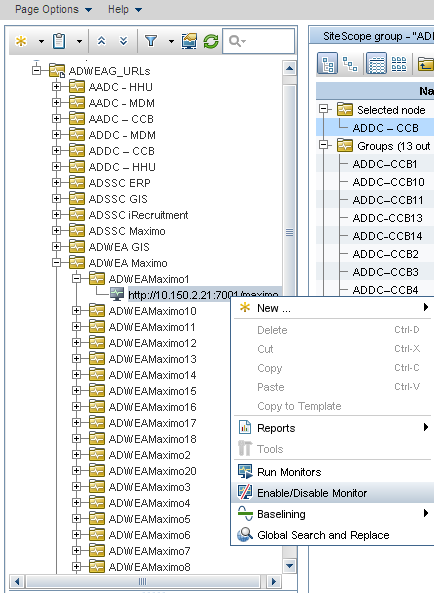 Page Options Help
ADWEAG_URLs
AADC - HHU
AADC - MDM
AADC – CCB
ADDC - MDM
ADDC – CCB
ADDC – HHU
ADSSC ERP
ADSSC GIS
ADSSC iRecruitment
ADSSC Maximo
ADWEA GIS
ADWEA Maximo
ADWEAMaximo1
http://10.150.2.21:7001/maximo
ADWEAMaximo10
ADWEAMaximo11
ADWEAMaximo12
ADWEAMaximo13
ADWEAMaximo14
ADWEAMaximo15
ADWEAMaximo16
ADWEAMaximo17
ADWEAMaximo18
ADWEAMaximo2
ADWEAMaximo20
ADWEAMaximo3
ADWEAMaximo4
ADWEAMaximo5
ADWEAMaximo6
ADWEAMaximo7
ADWEAMaximo8
SiteScope group - "AD
Na
Selected node
ADDC – CCB
Groups (13 out
ADDC–CCB1
ADDC–CCB10
ADDC–CCB11
ADDC–CCB13
ADDC–CCB14
ADDC–CCB2
ADDC–CCB3
ADDC–CCB4
New ...
Delete Ctrl-D
Cut Ctrl-X
Copy Ctrl-C
Paste Ctrl-V
Copy to Template
Reports
Tools
Run Monitors
Enable/Disable Monitor
Baselining
Global Search and Replace